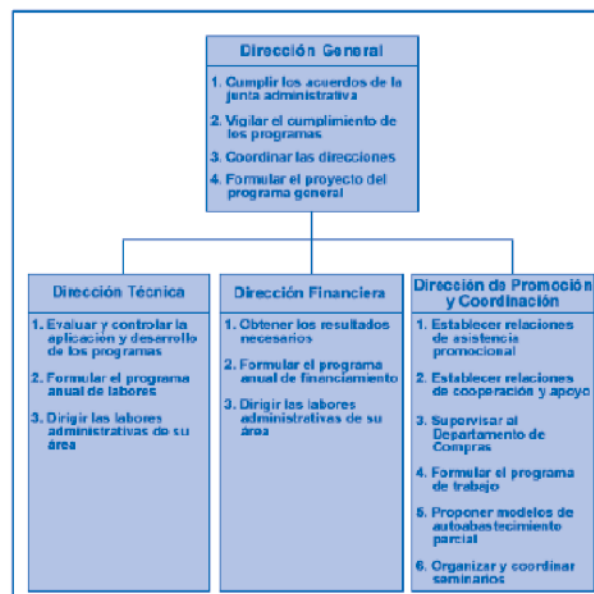 Dirección General
1. Cumplir los acuerdos de la
junta administrativa
2. Vigilar el cumplimiento de
los programas
3. Coordinar las direcciones
4. Formular el proyecto del
programa general
Dirección Técnica
1. Evaluar y controlar la
aplicación y desarrollo
de los programas
2. Formular el programa
anual de labores
3. Dirigir las labores
administrativas de su
área
Dirección Financiera
1. Obtener los resultados
necesarios
2. Formular el programa
anual de financiamiento
3. Dirigir las labores
administrativas de su
área
Dirección de Promoción
y Coordinación
1. Establecer relaciones
de asistencia
promocional
2. Establecer relaciones
de cooperación y apoyo
3. Supervisar al
Departamento de
Compras
4. Formular el programa
de trabajo
5. Proponer modelos de
autoabastecimiento
parcial
6. Organizar y coordinar
seminarios